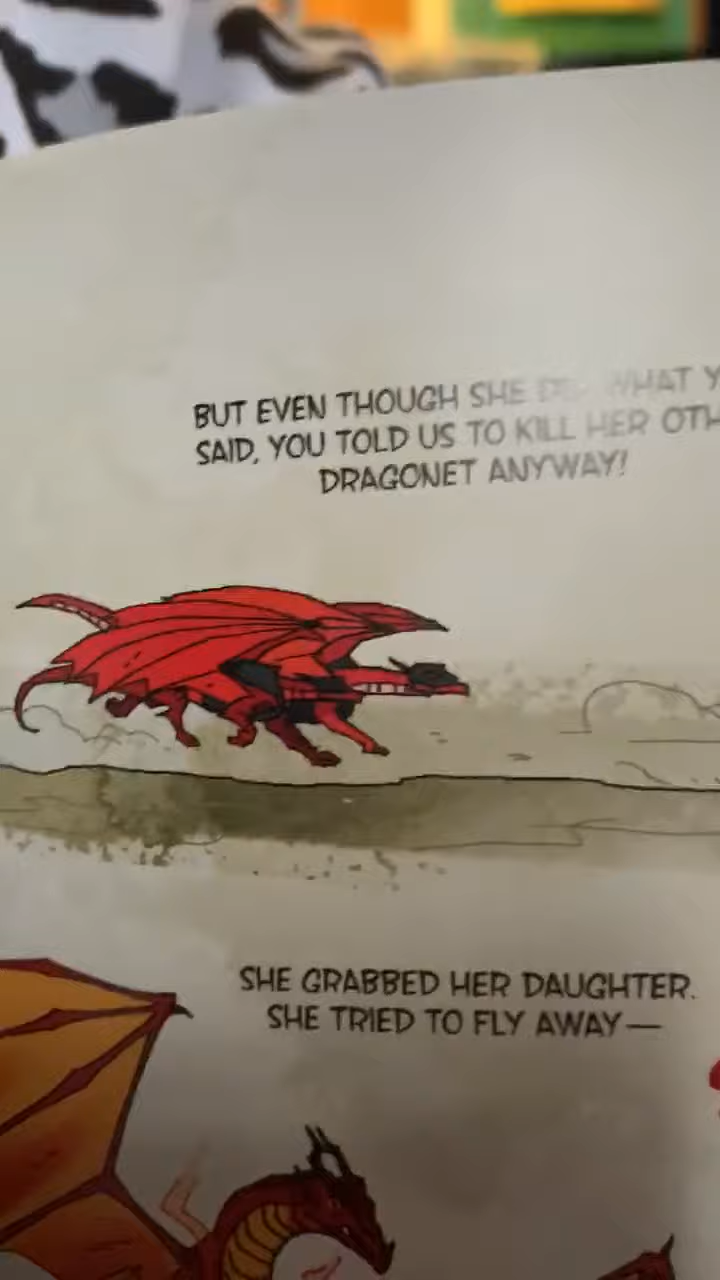 BUT EVEN THOUGH SHE WHAT
SAID, YOU TOLD US TO KILL HER
DRAGONET ANYWAY!
SHE GRABBED HER DAUGHTER.
SHE TRIED TO FLY AWAY—